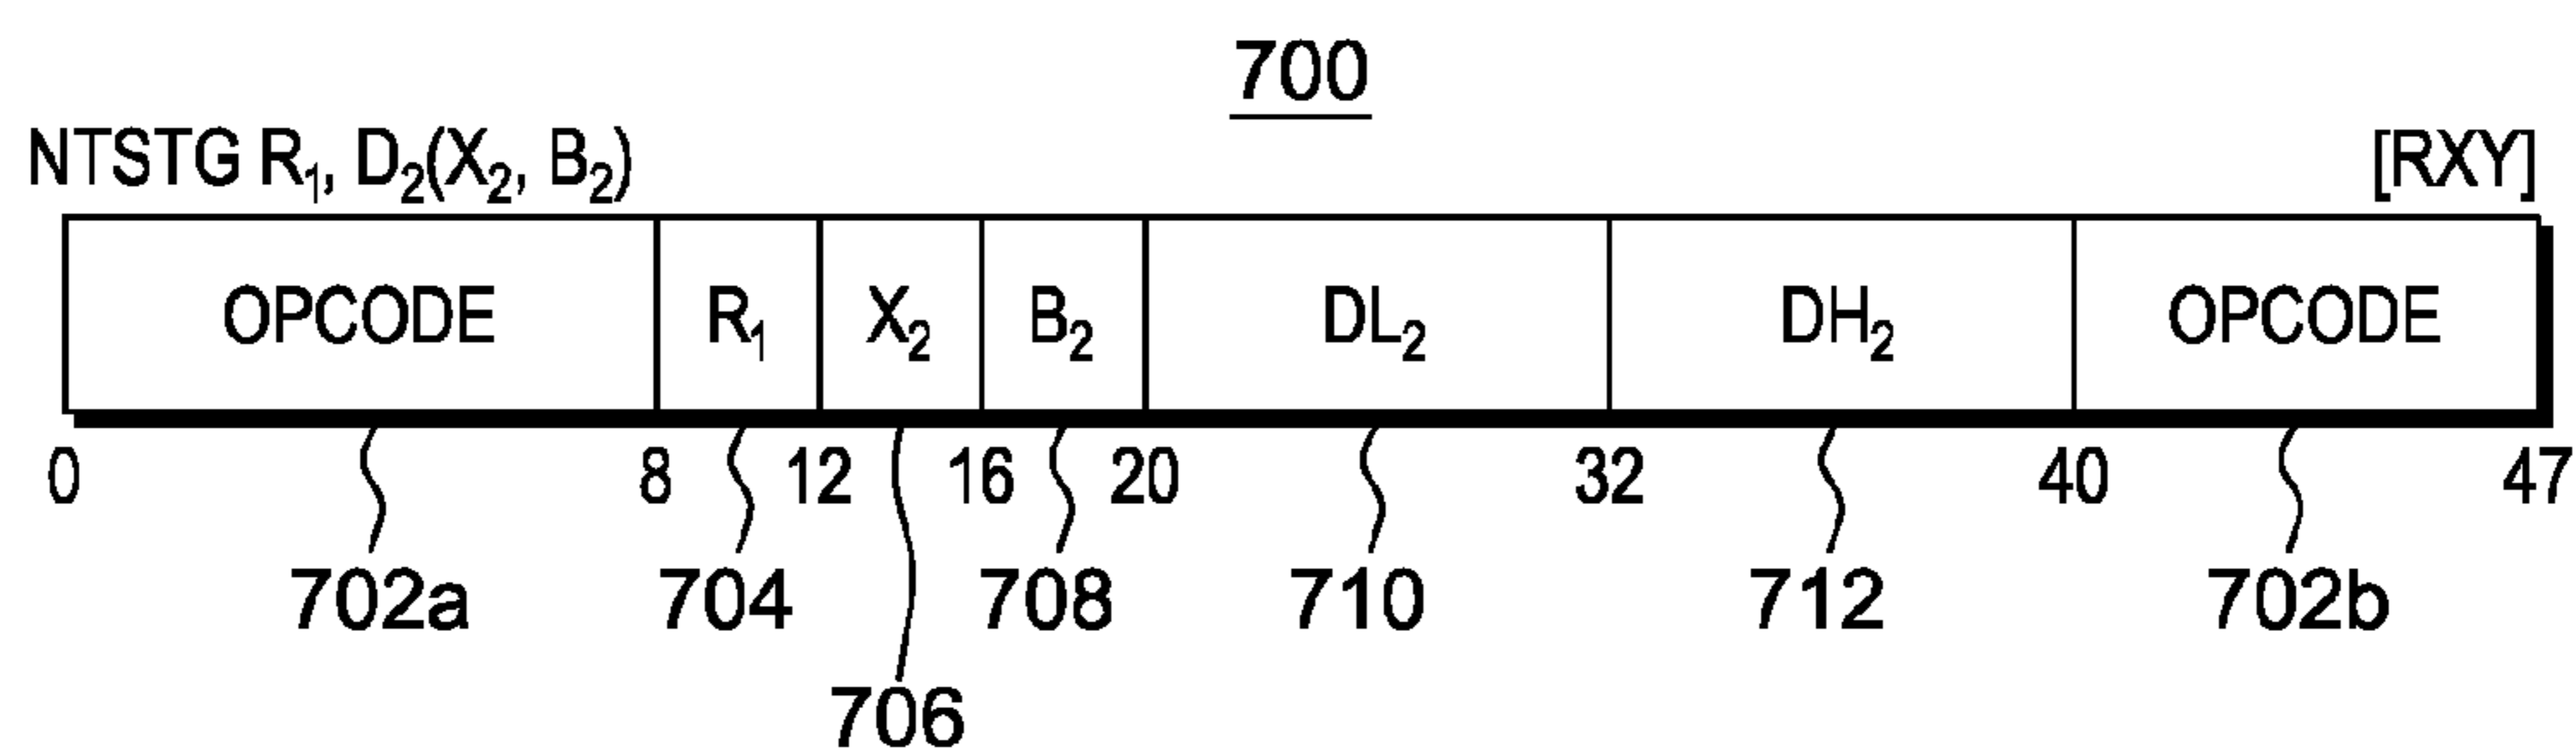 700
NTSTG R₁, D₂(X₂, B₂) [RXY]
OPCODE R₁ X₂ B₂ DL₂ DH₂ OPCODE
0 8 12 16 20 32 40 47
702a 704 708 710 712 702b
706